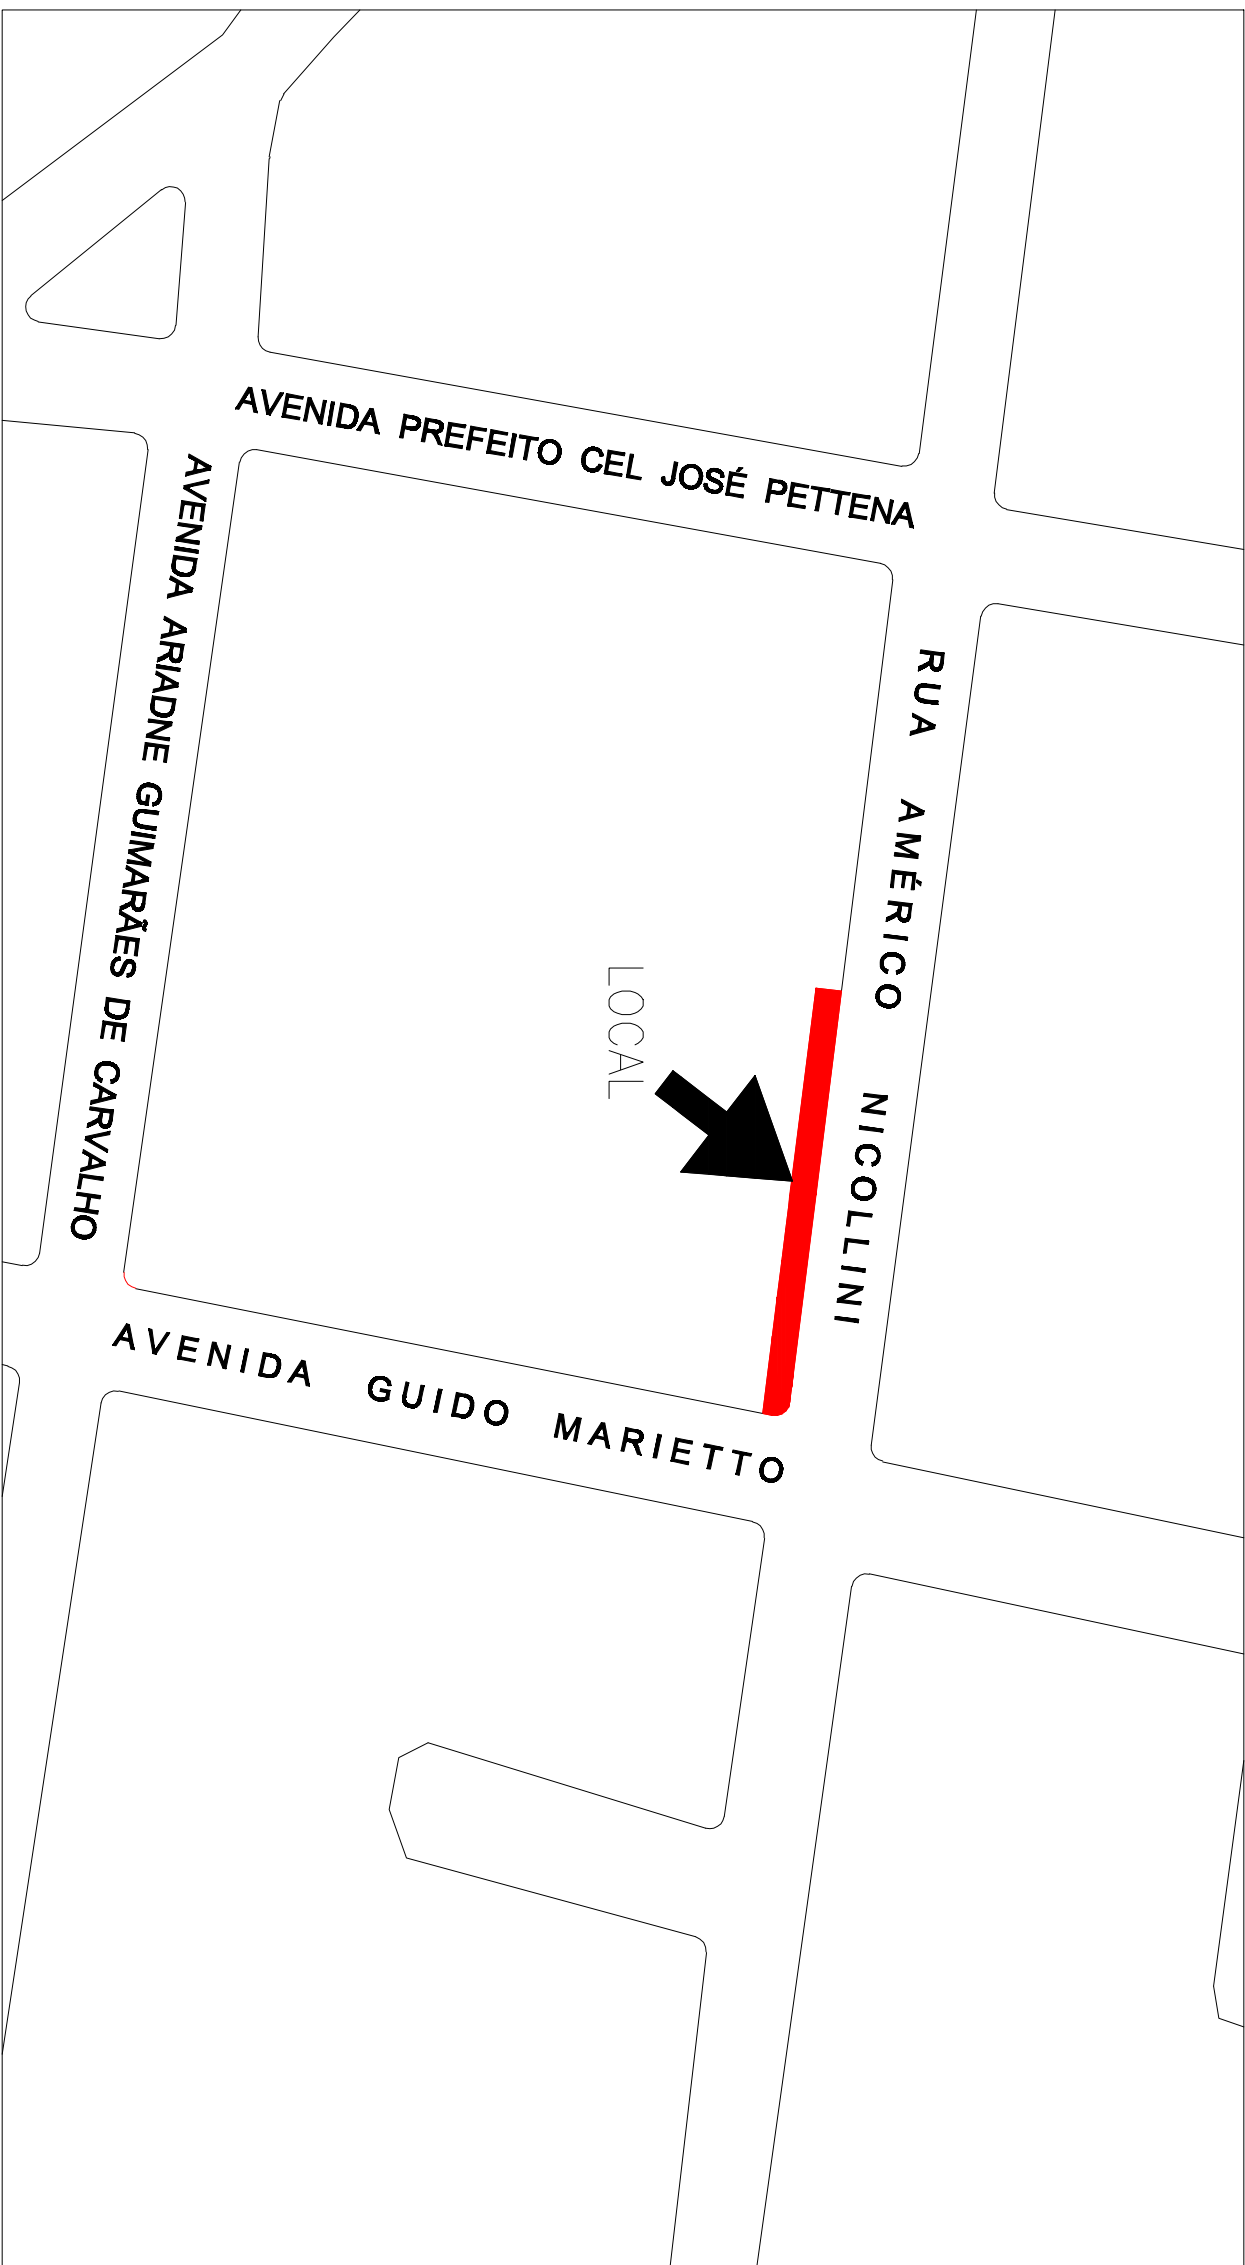 AVENIDA PREFEITO CEL JOSÉ PETTENA
AVENIDA ARIADNE GUIMARÃES DE CARVALHO
RUA AMÉRICO NICOLLINI
LOCAL
AVENIDA GUIDO MARIETTO